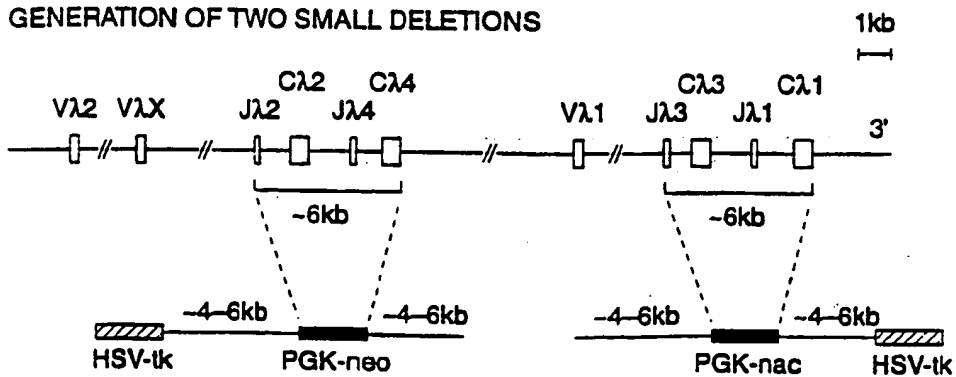 GENERATION OF TWO SMALL DELETIONS
1kb
Cλ2 Cλ4 Cλ3 Cλ1
Vλ2 VλX Jλ2 Jλ4 Vλ1 Jλ3 Jλ1 3'
~6kb ~6kb
~4–6kb ~4–6kb ~4–6kb ~4–6kb
HSV-tk PGK-neo PGK-nac HSV-tk